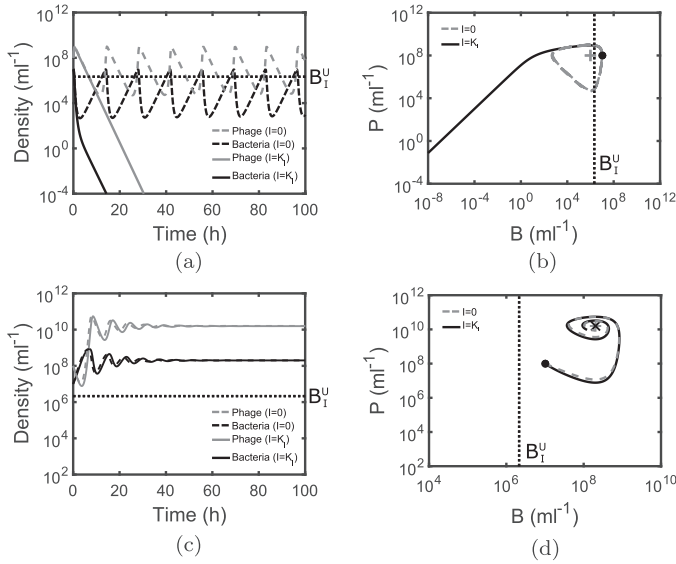 10^12
10^8
10^4
10^0
10^-4
Density (ml^-1)
B_I^U
Phage (I=0)
Bacteria (I=0)
Phage (I=K_I)
Bacteria (I=K_I)
0 20 40 60 80 100
Time (h)
(a)
10^12
10^8
10^4
10^0
10^-4
P (ml^-1)
I=0
I=K_I
B_I^U
10^-8 10^-4 10^0 10^4 10^8 10^12
B (ml^-1)
(b)
10^12
10^10
10^8
10^6
10^4
10^2
Density (ml^-1)
B_I^U
Phage (I=0)
Bacteria (I=0)
Phage (I=K_I)
Bacteria (I=K_I)
0 20 40 60 80 100
Time (h)
(c)
10^12
10^10
10^8
10^6
10^4
10^2
P (ml^-1)
I=0
I=K_I
B_I^U
10^4 10^6 10^8 10^10
B (ml^-1)
(d)